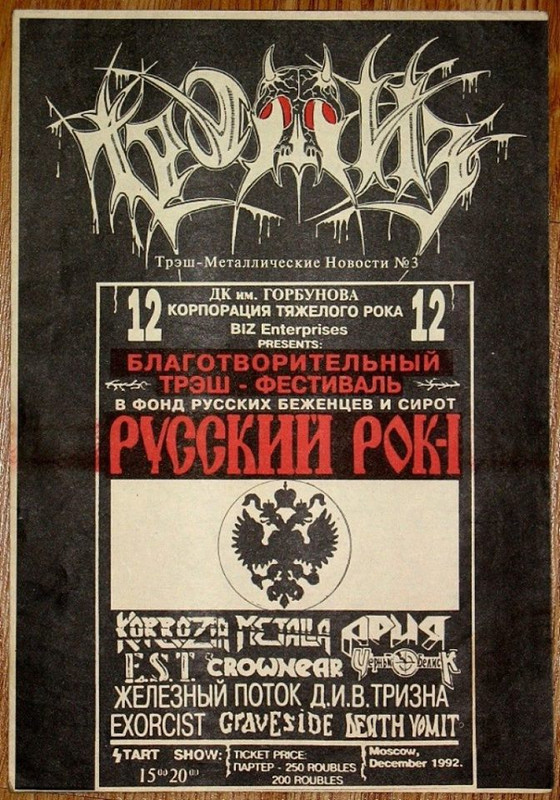 Трэш-Металлические Новости №3
12 ДК им. ГОРБУНОВА 12
КОРПОРАЦИЯ ТЯЖЕЛОГО РОКА
BIZ Enterprises
PRESENTS:
БЛАГОТВОРИТЕЛЬНЫЙ
ТРЭШ - ФЕСТИВАЛЬ
В ФОНД РУССКИХ БЕЖЕНЦЕВ И СИРОТ
РУССКИЙ РОК-I
KORROZIA METALLA АРИЯ
E.S.T. CROWNEAR Черный Обелиск
ЖЕЛЕЗНЫЙ ПОТОК Д.И.В. ТРИЗНА
EXORCIST GRAVESIDE DEATH VOMIT
START SHOW: TICKET PRICE: Moscow,
15⁰⁰ 20⁰⁰ ПАРТЕР - 250 ROUBLES December 1992.
200 ROUBLES